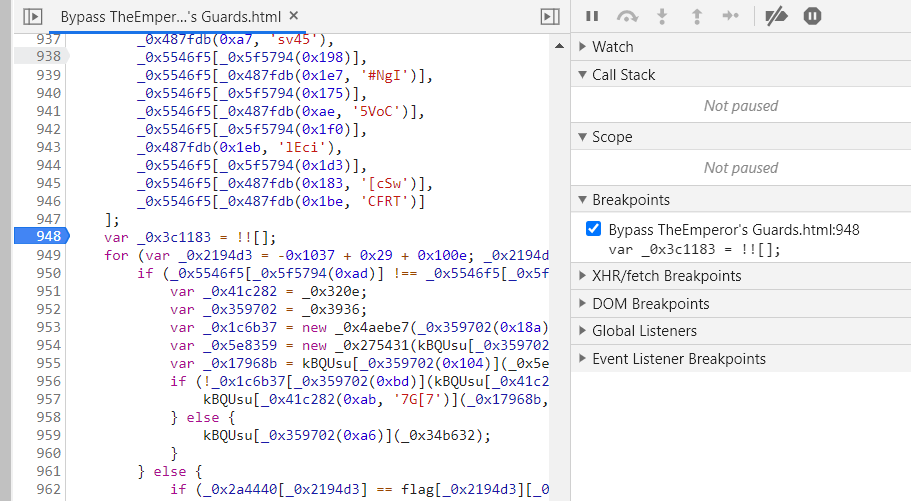 Bypass TheEmper...'s Guards.html ×
937 _0x487fdb(0xa7, 'sv45'),
938 _0x5546f5[_0x5f5794(0x198)],
939 _0x5546f5[_0x487fdb(0x1e7, '#NgI')],
940 _0x5546f5[_0x5f5794(0x175)],
941 _0x5546f5[_0x487fdb(0xae, '5VoC')],
942 _0x5546f5[_0x5f5794(0x1f0)],
943 _0x487fdb(0x1eb, 'lEci'),
944 _0x5546f5[_0x5f5794(0x1d3)],
945 _0x5546f5[_0x487fdb(0x183, '[cSw')],
946 _0x5546f5[_0x487fdb(0x1be, 'CFRT')]
947 ];
948 var _0x3c1183 = !![];
949 for (var _0x2194d3 = -0x1037 + 0x29 + 0x100e; _0x2194d
950 if (_0x5546f5[_0x5f5794(0xad)] !== _0x5546f5[_0x5f
951 var _0x41c282 = _0x320e;
952 var _0x359702 = _0x3936;
953 var _0x1c6b37 = new _0x4aebe7(_0x359702(0x18a)
954 var _0x5e8359 = new _0x275431(kBQUsu[_0x359702
955 var _0x17968b = kBQUsu[_0x359702(0x104)](_0x5e
956 if (!_0x1c6b37[_0x359702(0xbd)](kBQUsu[_0x41c2
957 kBQUsu[_0x41c282(0xab, '7G[7')](_0x17968b,
958 } else {
959 kBQUsu[_0x359702(0xa6)](_0x34b632);
960 }
961 } else {
962 if (_0x2a4440[_0x2194d3] == flag[_0x2194d3][_0
Watch
Call Stack
Not paused
Scope
Not paused
Breakpoints
Bypass TheEmperor's Guards.html:948
var _0x3c1183 = !![];
XHR/fetch Breakpoints
DOM Breakpoints
Global Listeners
Event Listener Breakpoints